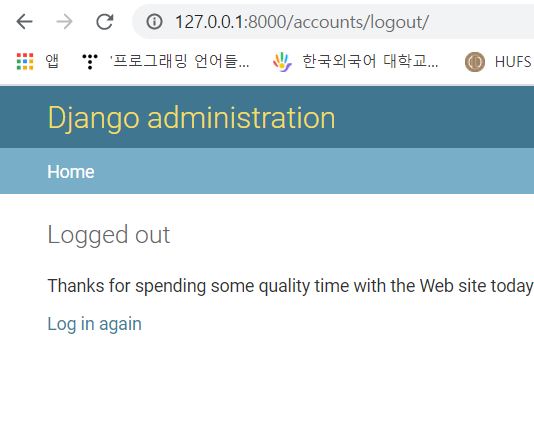 127.0.0.1:8000/accounts/logout/
앱 '프로그래밍 언어들... 한국외국어 대학교... HUFS
Django administration
Home
Logged out
Thanks for spending some quality time with the Web site today
Log in again